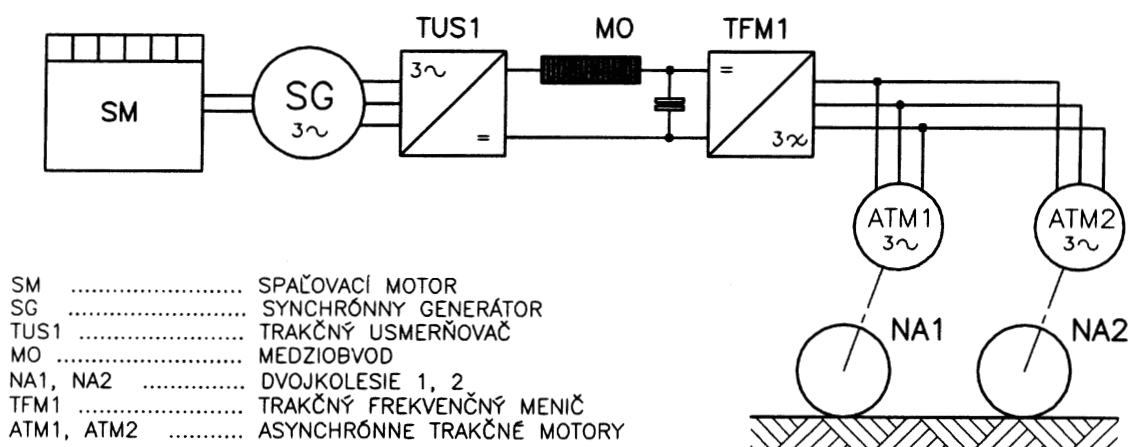 TUS1 MO TFM1
SM
SG
3~
3~
=
=
3~
ATM1
3~
ATM2
3~
NA1
NA2
SM ........................ SPAĽOVACÍ MOTOR
SG ......................... SYNCHRÓNNY GENERÁTOR
TUS1 ........................ TRAKČNÝ USMERŇOVAČ
MO .......................... MEDZIOBVOD
NA1, NA2 .............. DVOJKOLESIE 1, 2
TFM1 ....................... TRAKČNÝ FREKVENČNÝ MENIČ
ATM1, ATM2 .......... ASYNCHRÓNNE TRAKČNÉ MOTORY